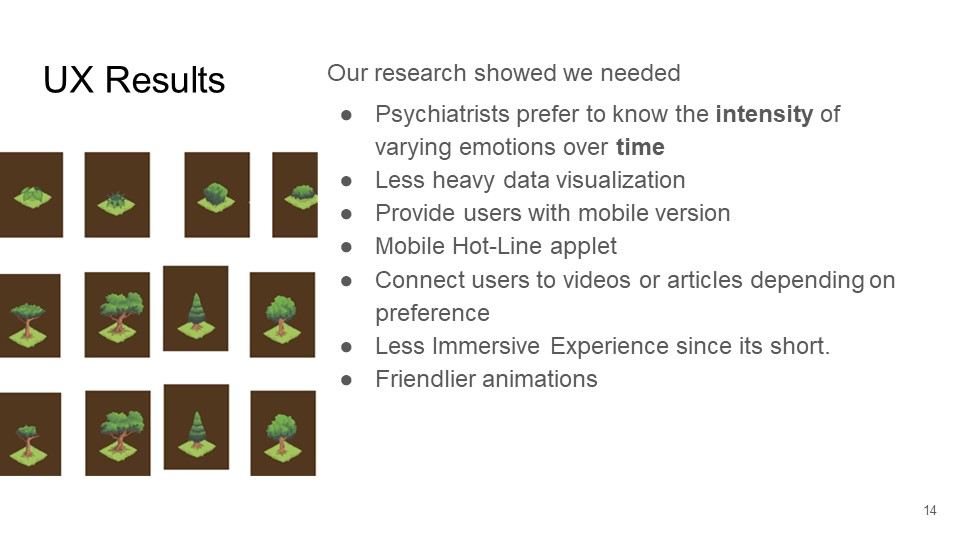 UX Results
Our research showed we needed
● Psychiatrists prefer to know the intensity of
varying emotions over time
● Less heavy data visualization
● Provide users with mobile version
● Mobile Hot-Line applet
● Connect users to videos or articles depending on
preference
● Less Immersive Experience since its short.
● Friendlier animations
14